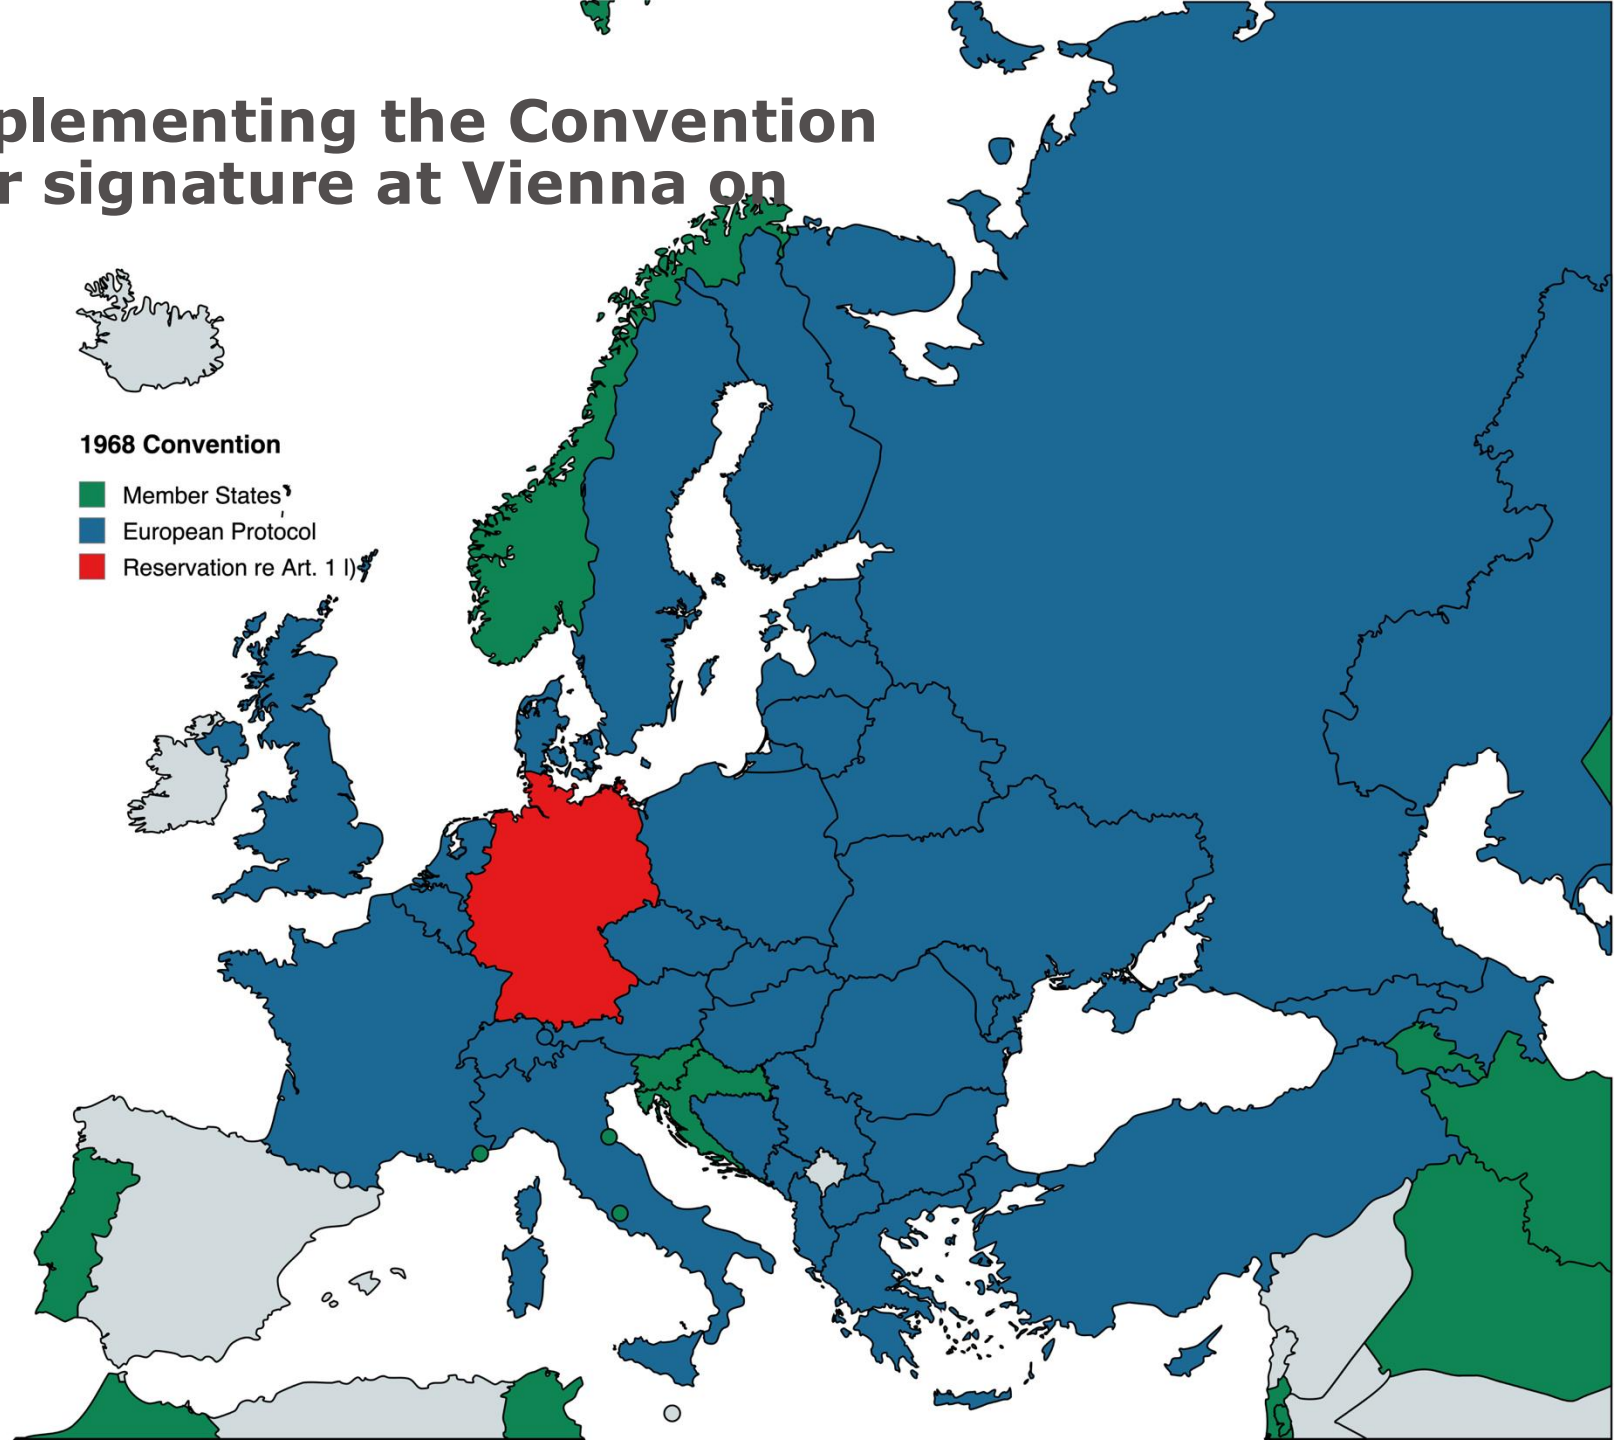 plementing the Convention
r signature at Vienna on
1968 Convention
Member States
European Protocol
Reservation re Art. 1 l)